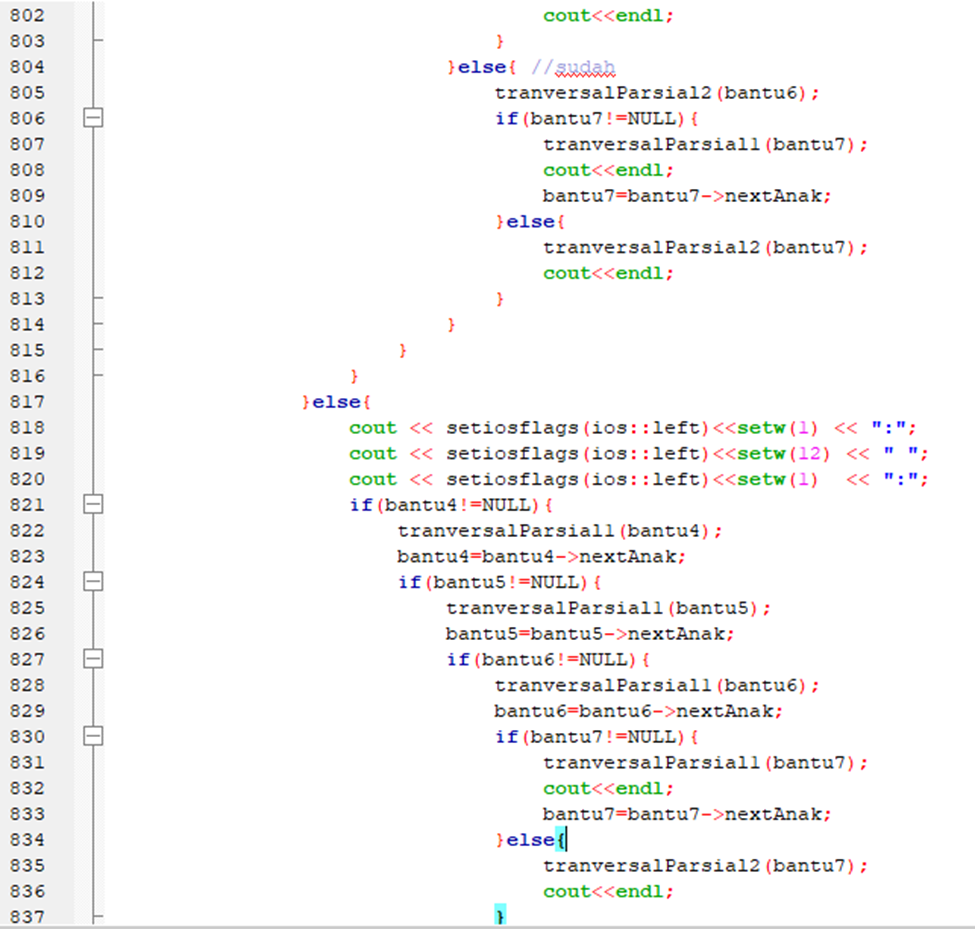 802 cout<<endl;
803 }
804 }else{ //sudah
805 tranversalParsial2(bantu6);
806 if(bantu7!=NULL){
807 tranversalParsial1(bantu7);
808 cout<<endl;
809 bantu7=bantu7->nextAnak;
810 }else{
811 tranversalParsial2(bantu7);
812 cout<<endl;
813 }
814 }
815 }
816 }
817 }else{
818 cout << setiosflags(ios::left)<<setw(1) << ":";
819 cout << setiosflags(ios::left)<<setw(12) << " ";
820 cout << setiosflags(ios::left)<<setw(1)  << ":";
821 if(bantu4!=NULL){
822 tranversalParsial1(bantu4);
823 bantu4=bantu4->nextAnak;
824 if(bantu5!=NULL){
825 tranversalParsial1(bantu5);
826 bantu5=bantu5->nextAnak;
827 if(bantu6!=NULL){
828 tranversalParsial1(bantu6);
829 bantu6=bantu6->nextAnak;
830 if(bantu7!=NULL){
831 tranversalParsial1(bantu7);
832 cout<<endl;
833 bantu7=bantu7->nextAnak;
834 }else{
835 tranversalParsial2(bantu7);
836 cout<<endl;
837 }